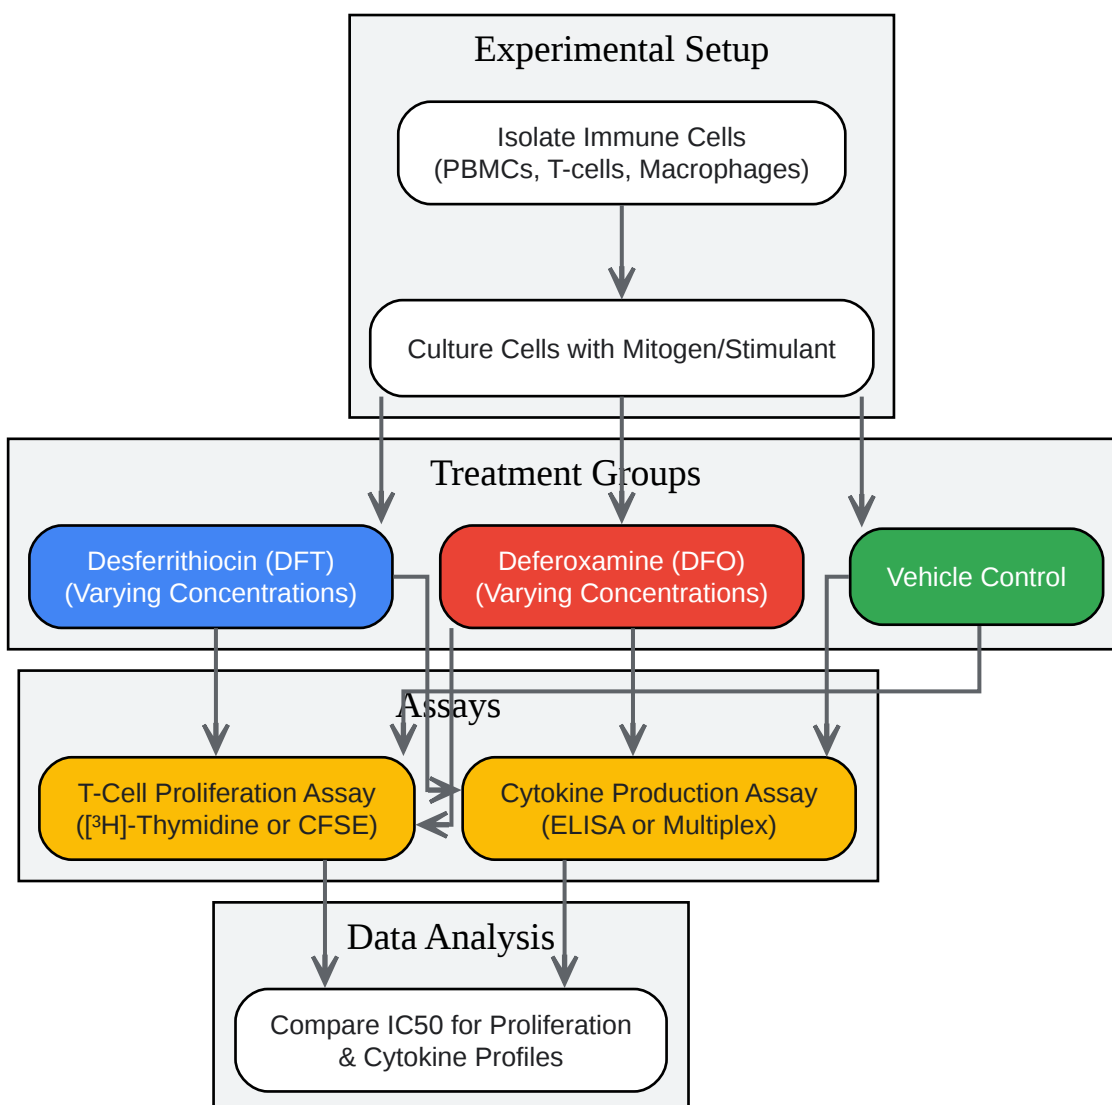 Experimental Setup
Isolate Immune Cells
(PBMCs, T-cells, Macrophages)
Culture Cells with Mitogen/Stimulant
Treatment Groups
Desferrithiocin (DFT)
(Varying Concentrations)
Deferoxamine (DFO)
(Varying Concentrations)
Vehicle Control
Assays
T-Cell Proliferation Assay
([³H]-Thymidine or CFSE)
Cytokine Production Assay
(ELISA or Multiplex)
Data Analysis
Compare IC50 for Proliferation
& Cytokine Profiles